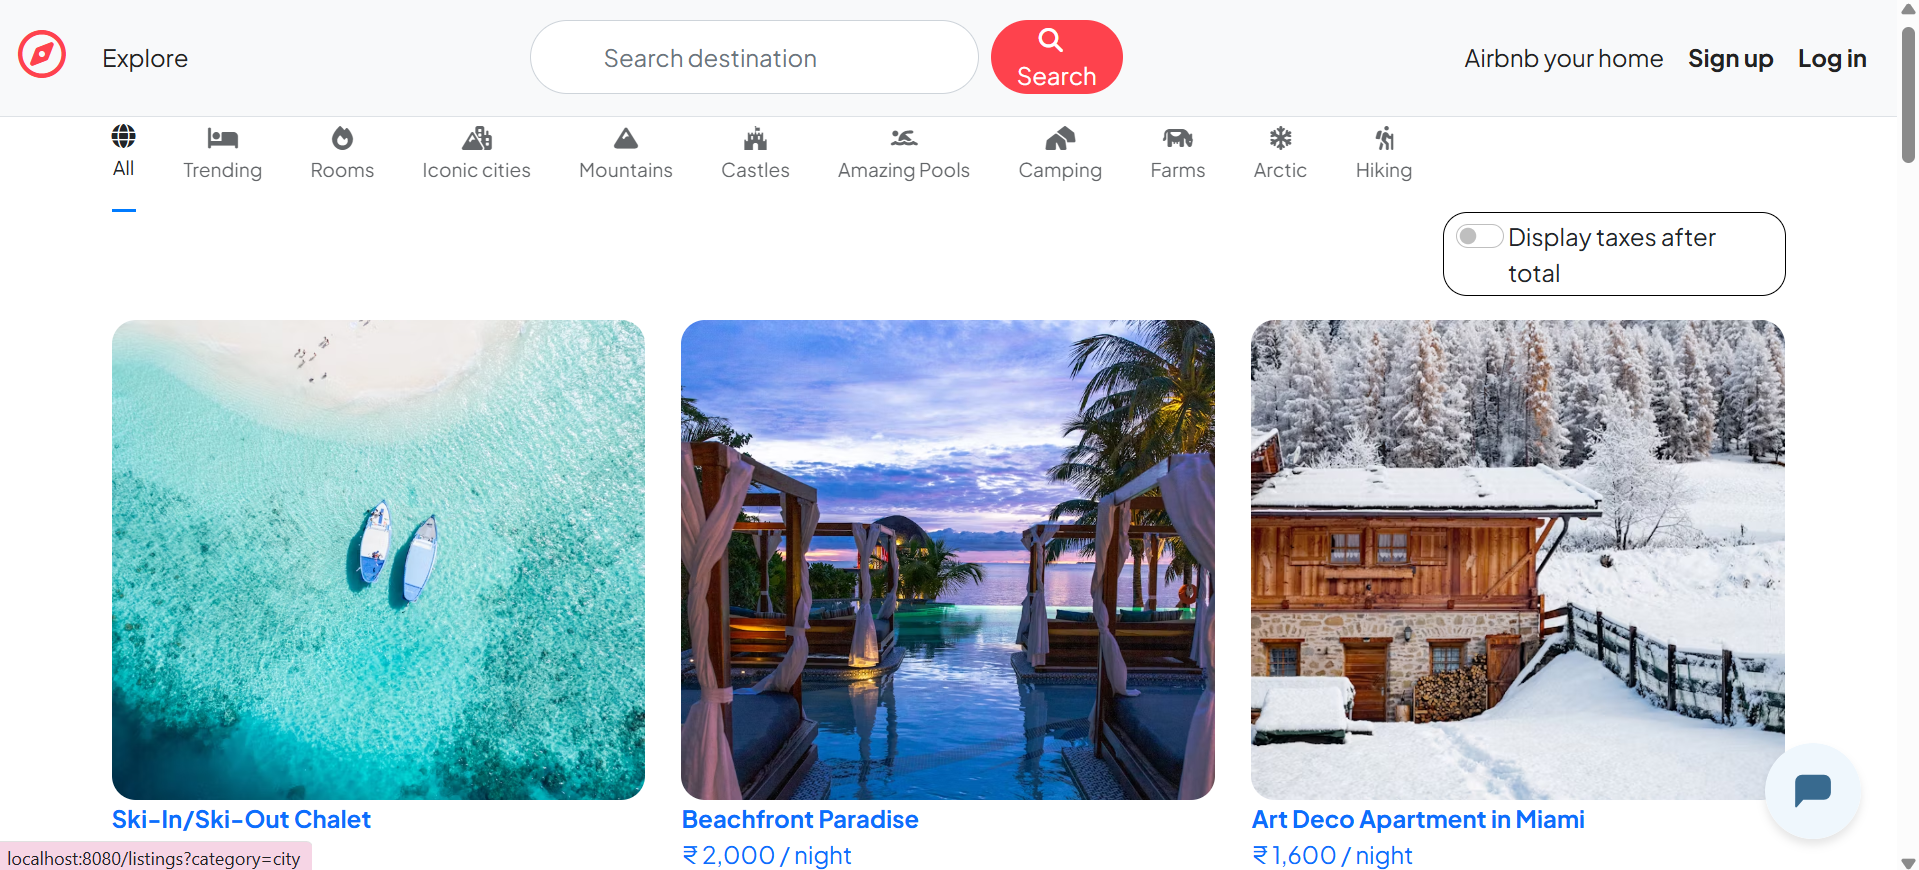 Explore
Search destination
Search
Airbnb your home
Sign up
Log in
All
Trending
Rooms
Iconic cities
Mountains
Castles
Amazing Pools
Camping
Farms
Arctic
Hiking
Display taxes after
total
Ski-In/Ski-Out Chalet
Beachfront Paradise
₹ 2,000 / night
Art Deco Apartment in Miami
₹ 1,600 / night
localhost:8080/listings?category=city